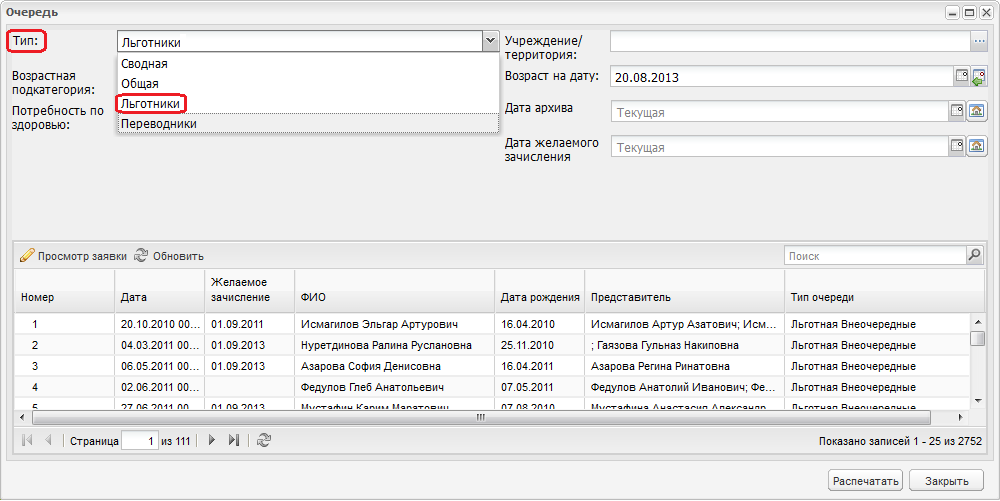 Очередь
Тип:
Льготники
Сводная
Общая
Льготники
Переводники
Возрастная
подкатегория:
Потребность по
здоровью:
Учреждение/
территория:
Возраст на дату:
20.08.2013
Дата архива
Текущая
Дата желаемого
зачисления
Текущая
Просмотр заявки Обновить
Поиск
Номер Дата Желаемое зачисление ФИО Дата рождения Представитель Тип очереди
1 20.10.2010 00... 01.09.2011 Исмагилов Эльгар Артурович 16.04.2010 Исмагилов Артур Азатович; Исм... Льготная Внеочередные
2 04.03.2011 00... 01.09.2013 Нуретдинова Ралина Руслановна 25.11.2010 ; Гаязова Гульназ Накиповна Льготная Внеочередные
3 06.05.2011 00... 01.09.2013 Азарова София Денисовна 16.04.2011 Азарова Регина Ринатовна Льготная Внеочередные
4 02.06.2011 00... Федулов Глеб Анатольевич 07.05.2011 Федулов Анатолий Иванович; Фе... Льготная Внеочередные
5 27.06.2011 00... 01.09.2013 Мустафин Карим Маратович 07.08.2010 Мустафина Анастасия Александр... Льготная Внеочередные
Страница 1 из 111 Показано записей 1 - 25 из 2752
Распечатать Закрыть